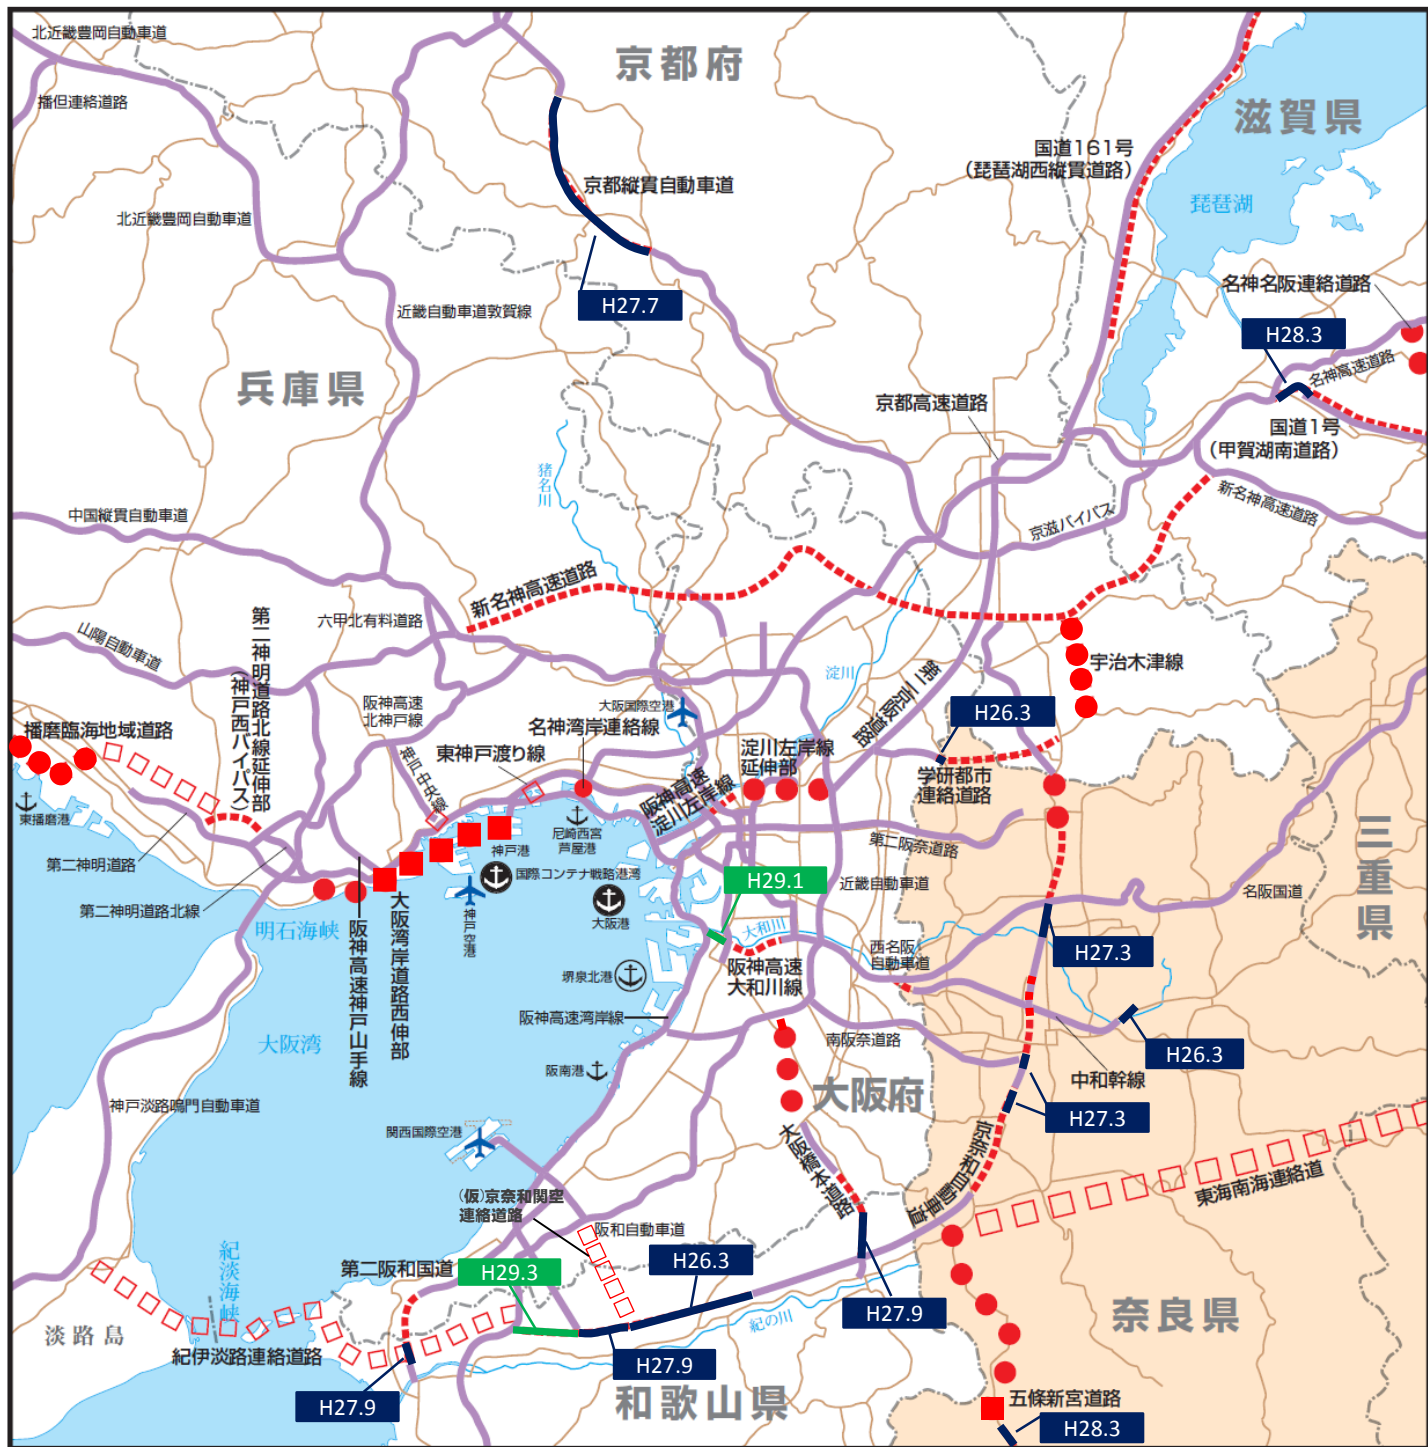 北近畿豊岡自動車道
京都府
播但連絡道路
滋賀県
国道161号
（琵琶湖西縦貫道路）
京都縦貫自動車道
琵琶湖
北近畿豊岡自動車道
名神名阪連絡道路
H27.7
近畿自動車道敦賀線
H28.3
名神高速道路
兵庫県
京都高速道路
国道1号
（甲賀湖南道路）
猪名川
新名神高速道路
中国縦貫自動車道
京滋バイパス
新名神高速道路
六甲北有料道路
第二神明道路北線延伸部
（神戸西バイパス）
山陽自動車道
宇治木津線
淀川
第二京阪道路
阪神高速
北神戸線
大阪国際空港
H26.3
播磨臨海地域道路
名神湾岸連絡線
東神戸渡り線
淀川左岸線
延伸部
神戸中央線
阪神高速
淀川左岸線
学研都市
連絡道路
東播磨港
尼崎西宮
芦屋港
第二神明道路
神戸港
第二阪奈道路
三重県
国際コンテナ戦略港湾
H29.1
近畿自動車道
名阪国道
第二神明道路北線
大阪港
明石海峡
神戸空港
大阪湾岸道路西伸部
阪神高速神戸山手線
大和川
西名阪
自動車道
H27.3
阪神高速
大和川線
堺泉北港
阪神高速湾岸線
大阪湾
南阪奈道路
H26.3
阪南港
中和幹線
大阪府
神戸淡路鳴門自動車道
H27.3
関西国際空港
大阪橋本道路
京奈和自動車道
東海南海連絡道
（仮）京奈和関空
連絡道路
阪和自動車道
紀淡海峡
第二阪和国道
H29.3
H26.3
H27.9
紀の川
奈良県
淡路島
紀伊淡路連絡道路
H27.9
H27.9
和歌山県
五條新宮道路
H28.3